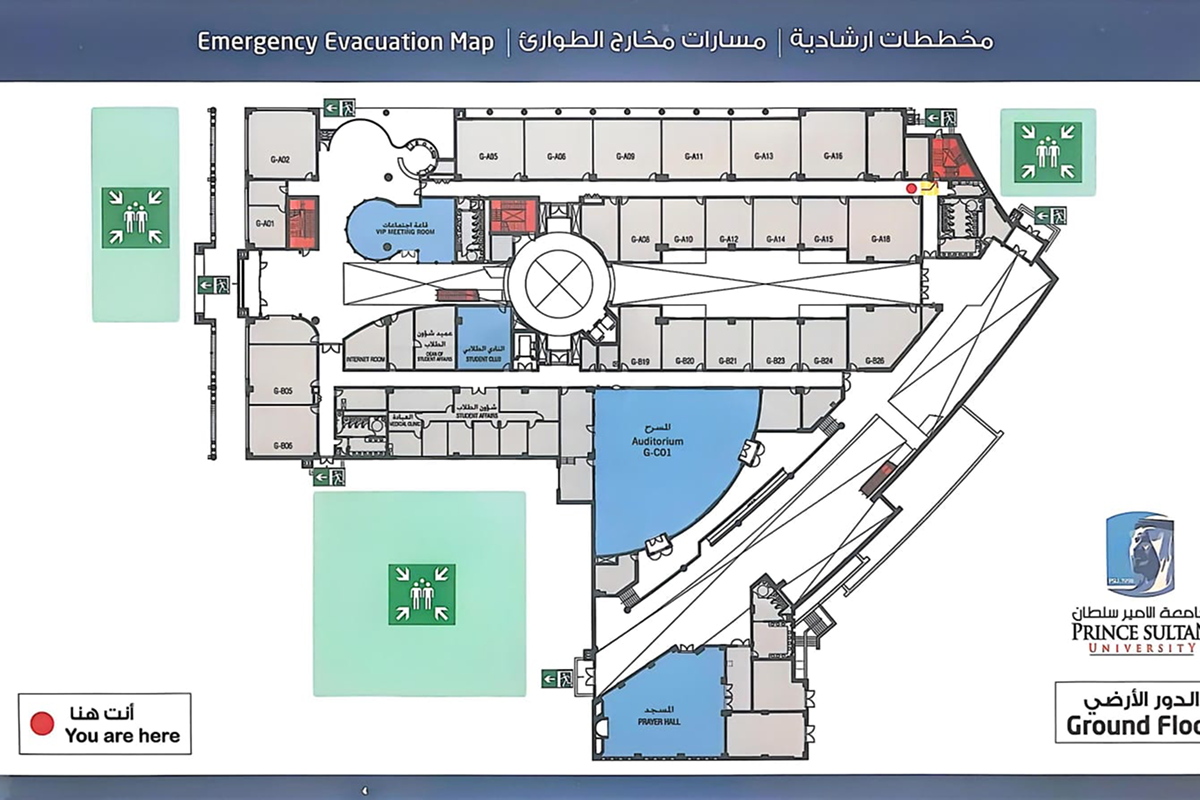 Emergency Evacuation Map | مسارات مخارج الطوارئ | مخططات ارشادية
G-A02
G-A05
G-A06
G-A09
G-A11
G-A13
G-A16
G-A01
قاعة اجتماعات
VIP MEETING ROOM
G-A08
G-A10
G-A12
G-A14
G-A15
G-A18
INTERNET ROOM
عميد شؤون
الطلاب
DEAN OF
STUDENT AFFAIRS
النادي الطلابي
STUDENT CLUB
G-B19
G-B20
G-B21
G-B23
G-B24
G-B26
G-B05
G-B06
العيادة
MEDICAL CLINIC
شؤون الطلاب
STUDENT AFFAIRS
المسرح
Auditorium
G-C01
المسجد
PRAYER HALL
أنت هنا
You are here
جامعة الامير سلطان
PRINCE SULTAN
UNIVERSITY
الدور الأرضي
Ground Floo